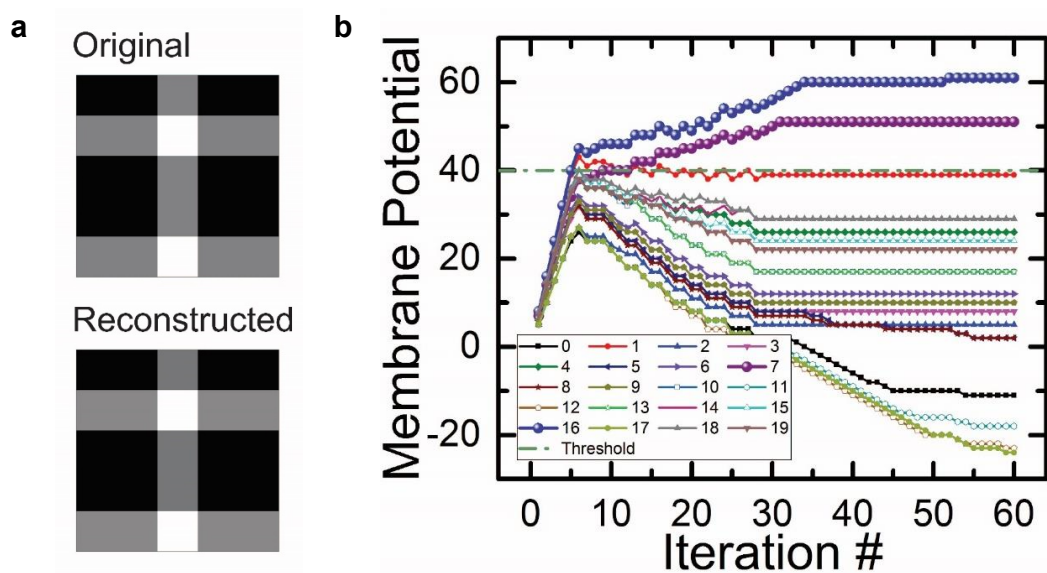 a
Original
Reconstructed
b
Membrane Potential
60
40
20
0
-20
0 1 2 3
4 5 6 7
8 9 10 11
12 13 14 15
16 17 18 19
Threshold
0 10 20 30 40 50 60
Iteration #